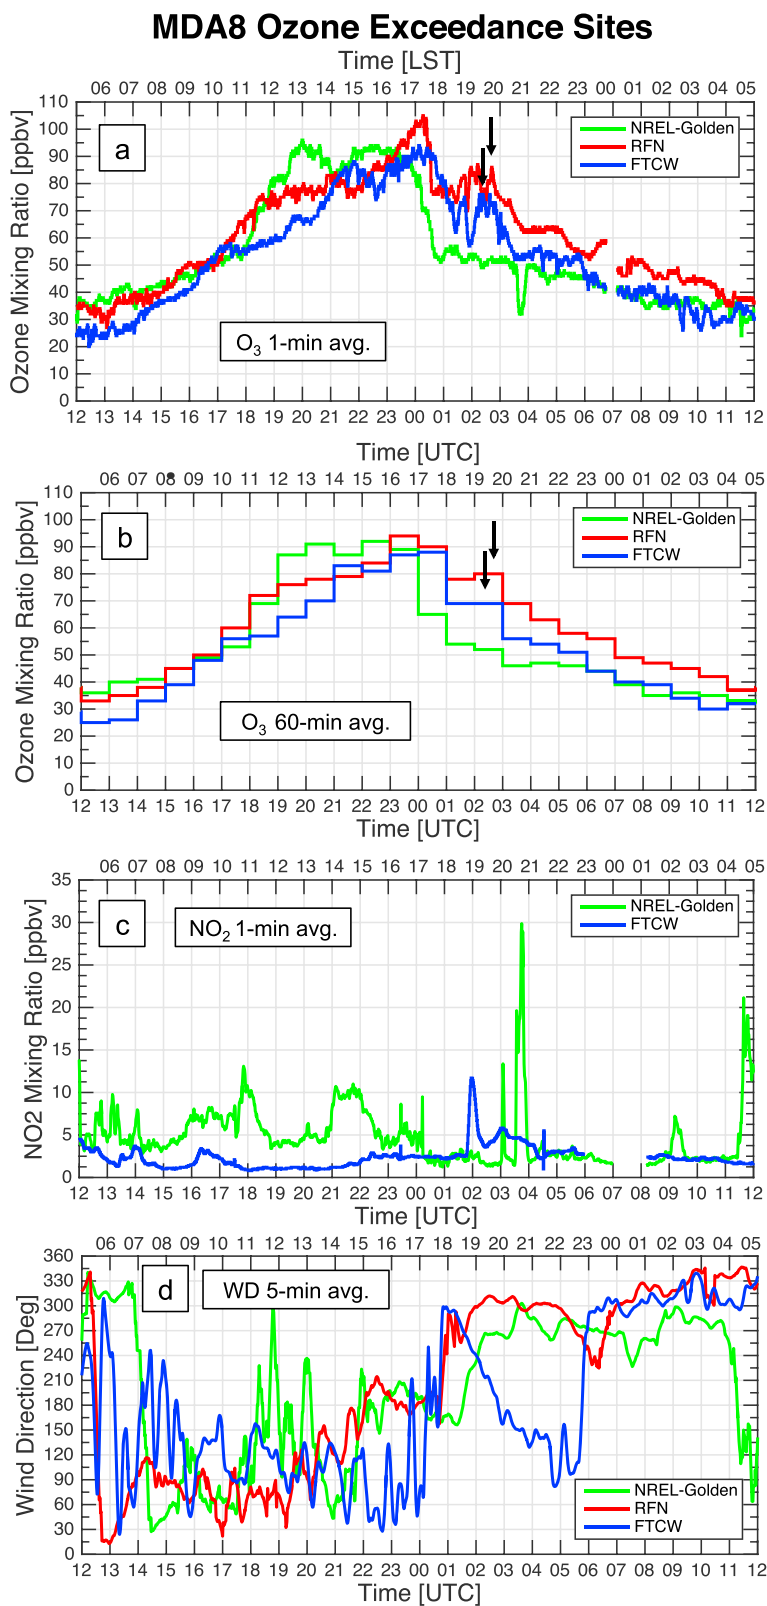 MDA8 Ozone Exceedance Sites
Time [LST]
06 07 08 09 10 11 12 13 14 15 16 17 18 19 20 21 22 23 00 01 02 03 04 05
110
100
90
80
70
60
50
40
30
20
10
0
Ozone Mixing Ratio [ppbv]
a
NREL-Golden
RFN
FTCW
O3 1-min avg.
12 13 14 15 16 17 18 19 20 21 22 23 00 01 02 03 04 05 06 07 08 09 10 11 12
Time [UTC]
06 07 08 09 10 11 12 13 14 15 16 17 18 19 20 21 22 23 00 01 02 03 04 05
110
100
90
80
70
60
50
40
30
20
10
0
Ozone Mixing Ratio [ppbv]
b
NREL-Golden
RFN
FTCW
O3 60-min avg.
12 13 14 15 16 17 18 19 20 21 22 23 00 01 02 03 04 05 06 07 08 09 10 11 12
Time [UTC]
06 07 08 09 10 11 12 13 14 15 16 17 18 19 20 21 22 23 00 01 02 03 04 05
35
30
25
20
15
10
5
0
NO2 Mixing Ratio [ppbv]
c
NO2 1-min avg.
NREL-Golden
FTCW
12 13 14 15 16 17 18 19 20 21 22 23 00 01 02 03 04 05 06 07 08 09 10 11 12
Time [UTC]
06 07 08 09 10 11 12 13 14 15 16 17 18 19 20 21 22 23 00 01 02 03 04 05
360
330
300
270
240
210
180
150
120
90
60
30
0
Wind Direction [Deg]
d
WD 5-min avg.
NREL-Golden
RFN
FTCW
12 13 14 15 16 17 18 19 20 21 22 23 00 01 02 03 04 05 06 07 08 09 10 11 12
Time [UTC]